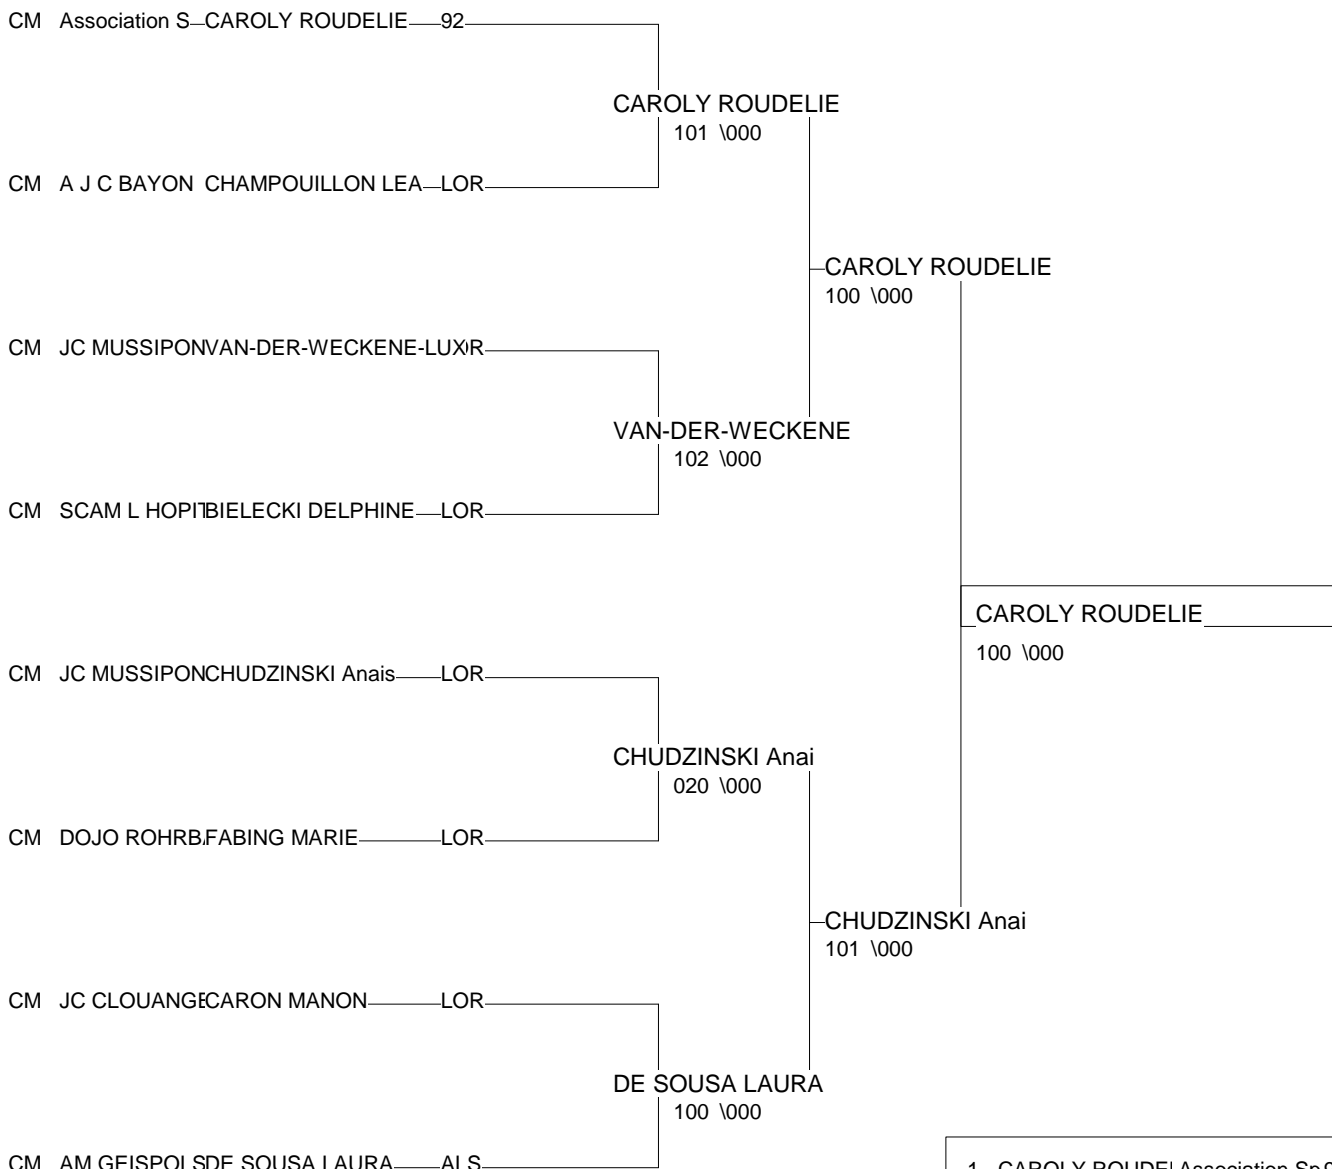 CM Association S CAROLY ROUDELIE 92
CAROLY ROUDELIE
101 \000
CM A J C BAYON CHAMPOUILLON LEA LOR
CAROLY ROUDELIE
100 \000
CM JC MUSSIPON VAN-DER-WECKENE-LUX R
VAN-DER-WECKENE
102 \000
CM SCAM L HOPIT BIELECKI DELPHINE LOR
CAROLY ROUDELIE
100 \000
CM JC MUSSIPON CHUDZINSKI Anais LOR
CHUDZINSKI Anai
020 \000
CM DOJO ROHRB FABING MARIE LOR
CHUDZINSKI Anai
101 \000
CM JC CLOUANGE CARON MANON LOR
DE SOUSA LAURA
100 \000
CM AM GEISPOLS DE SOUSA LAURA ALS
1 CAROLY ROUDEL Association Sp